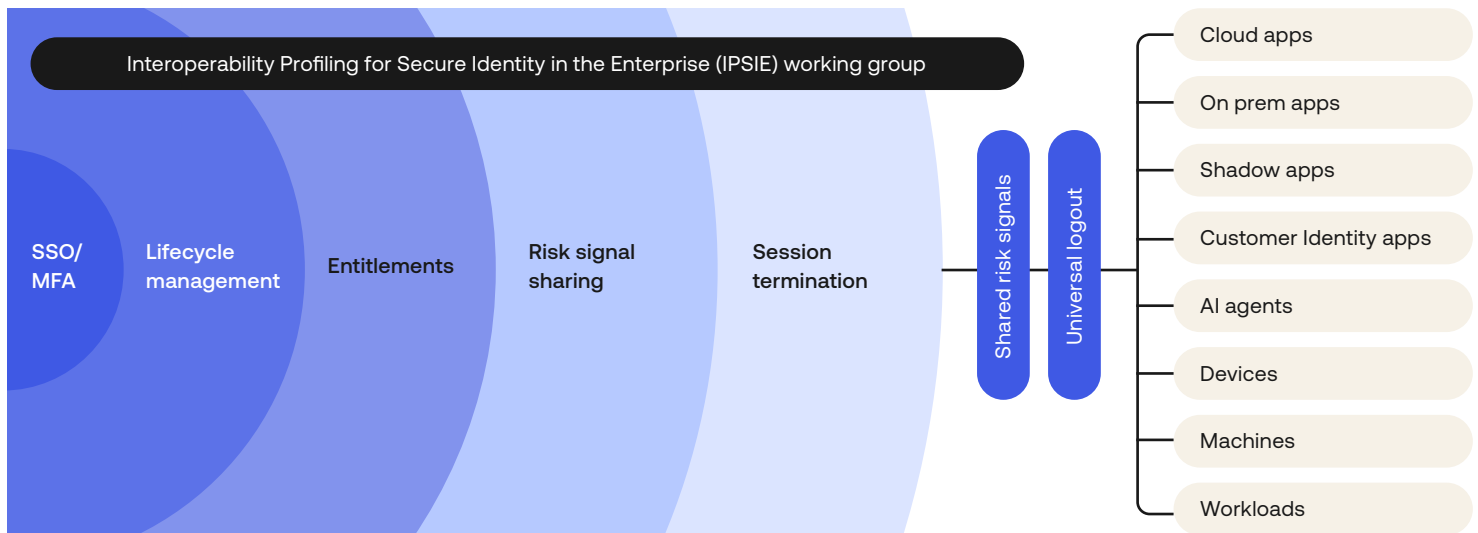 Interoperability Profiling for Secure Identity in the Enterprise (IPSIE) working group
SSO/
MFA
Lifecycle
management
Entitlements
Risk signal
sharing
Session
termination
Shared risk signals
Universal logout
Cloud apps
On prem apps
Shadow apps
Customer Identity apps
AI agents
Devices
Machines
Workloads